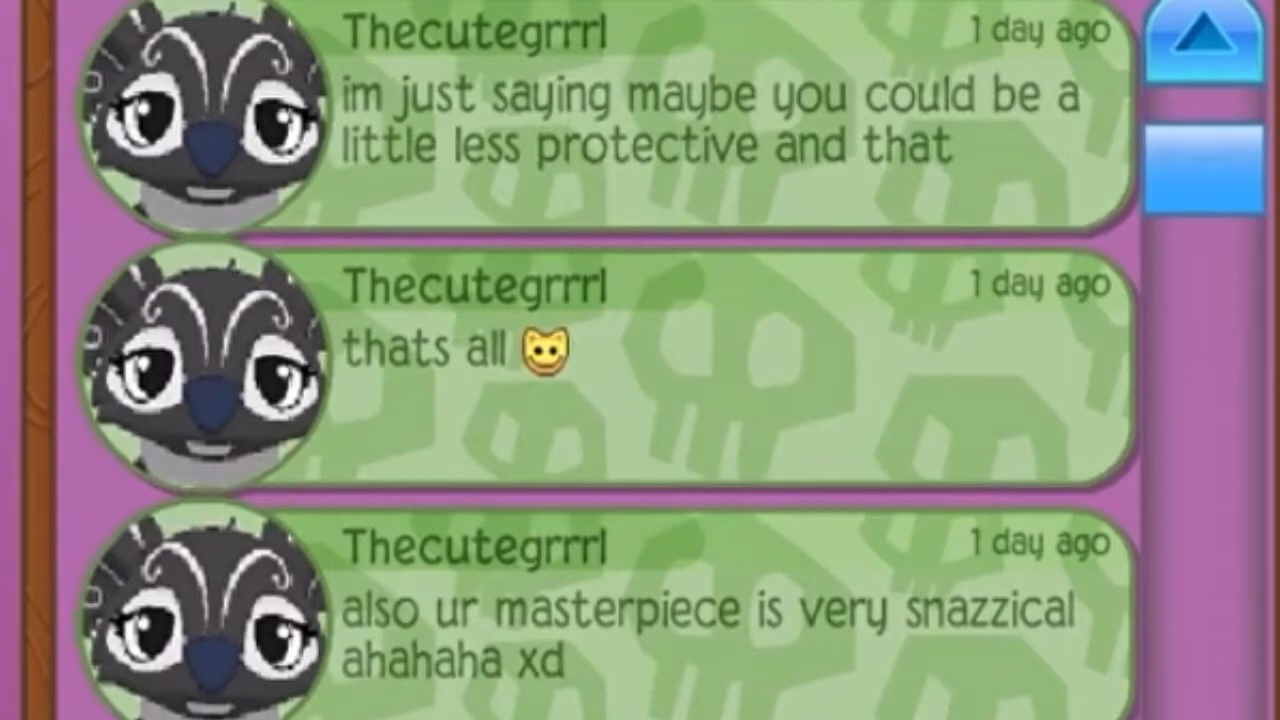 Thecutegrrrl 1 day ago
im just saying maybe you could be a
little less protective and that
Thecutegrrrl 1 day ago
thats all
Thecutegrrrl 1 day ago
also ur masterpiece is very snazzical
ahahaha xd